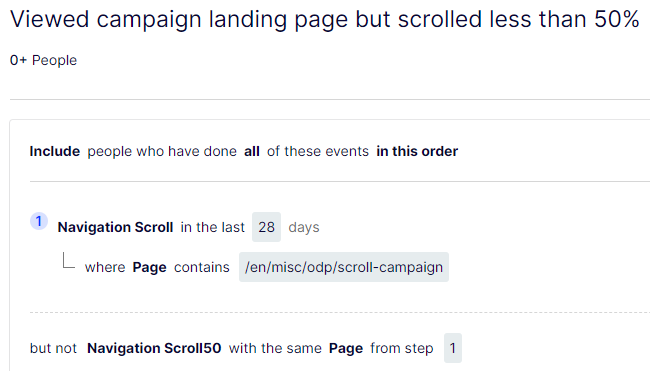 Viewed campaign landing page but scrolled less than 50%
0+ People
Include people who have done all of these events in this order
1 Navigation Scroll in the last 28 days
where Page contains /en/misc/odp/scroll-campaign
but not Navigation Scroll50 with the same Page from step 1